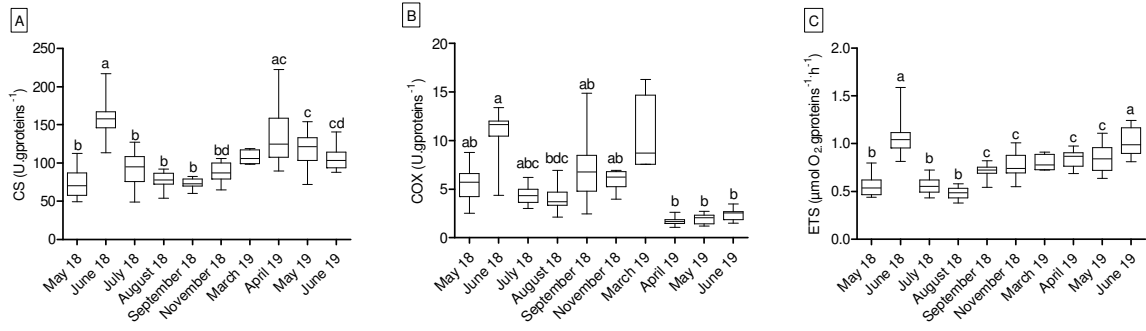 A
CS (U.gproteins⁻¹)
250
200
150
100
50
0
b
a
b
b
b
bd
ac
c
cd
May 18
June 18
July 18
August 18
September 18
November 18
March 19
April 19
May 19
June 19
B
COX (U.gproteins⁻¹)
20
15
10
5
0
ab
a
abc
bdc
ab
ab
b
b
b
May 18
June 18
July 18
August 18
September 18
November 18
March 19
April 19
May 19
June 19
C
ETS (µmol O₂.gproteins⁻¹·h⁻¹)
2.0
1.5
1.0
0.5
0.0
b
a
b
b
c
c
c
c
a
May 18
June 18
July 18
August 18
September 18
November 18
March 19
April 19
May 19
June 19